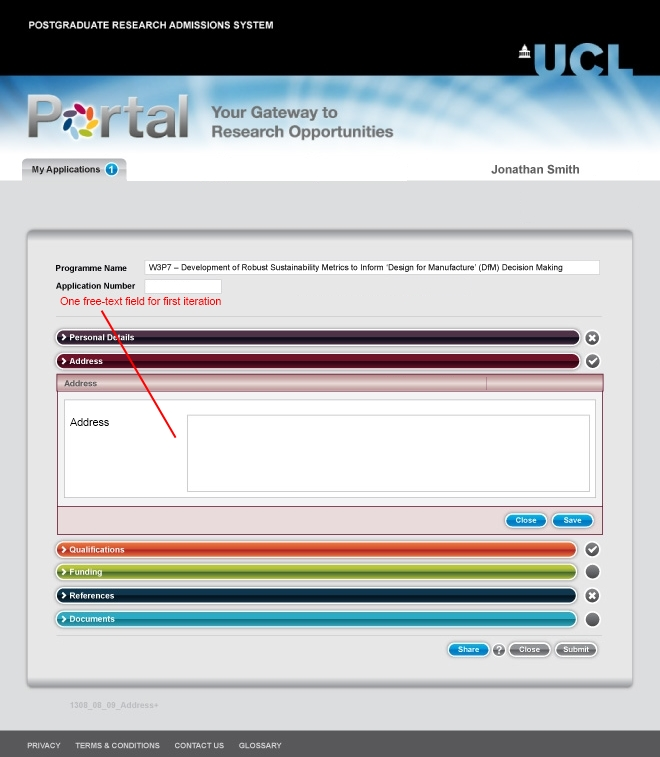 POSTGRADUATE RESEARCH ADMISSIONS SYSTEM
UCL
Portal
Your Gateway to
Research Opportunities
My Applications 1
Jonathan Smith
Programme Name W3P7 – Development of Robust Sustainability Metrics to Inform ‘Design for Manufacture’ (DfM) Decision Making
Application Number
One free-text field for first iteration
Personal Details
Address
Address
Address
Close Save
Qualifications
Funding
References
Documents
Share ? Close Submit
1308_08_09_Address+
PRIVACY TERMS & CONDITIONS CONTACT US GLOSSARY